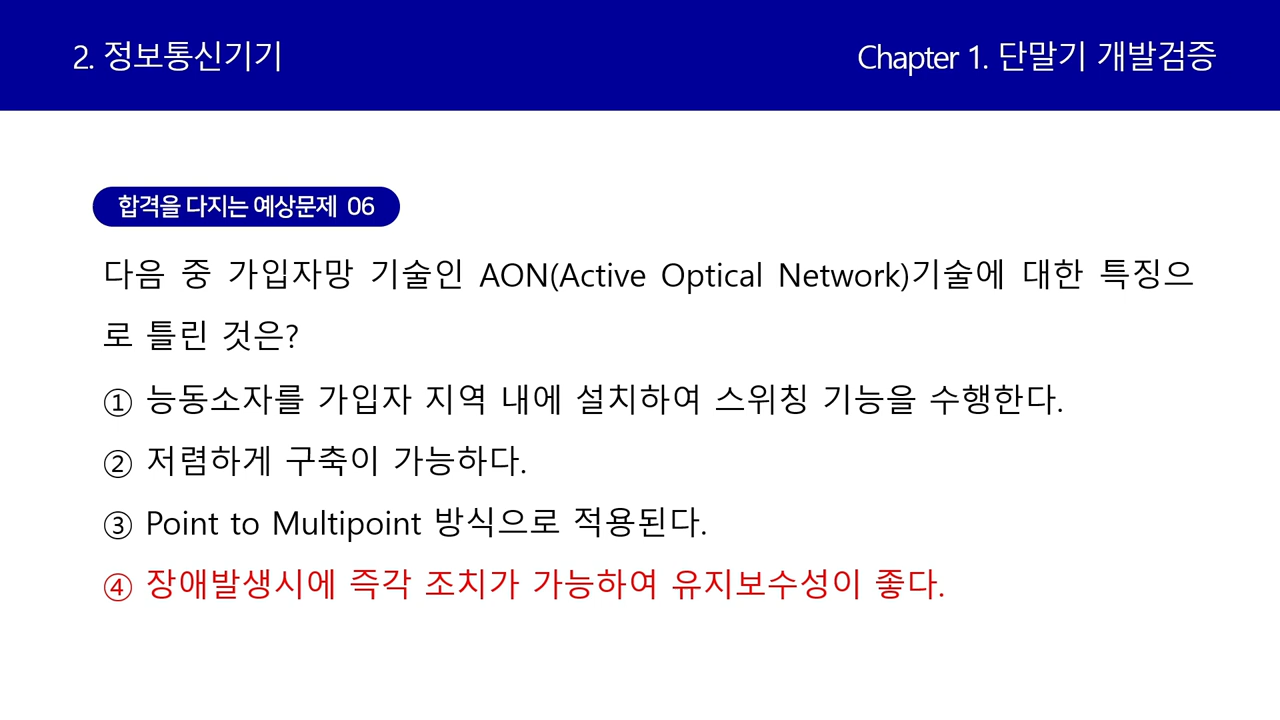 2. 정보통신기기
Chapter 1. 단말기 개발검증
합격을 다지는 예상문제 06
다음 중 가입자망 기술인 AON(Active Optical Network)기술에 대한 특징으
로 틀린 것은?
① 능동소자를 가입자 지역 내에 설치하여 스위칭 기능을 수행한다.
② 저렴하게 구축이 가능하다.
③ Point to Multipoint 방식으로 적용된다.
④ 장애발생시에 즉각 조치가 가능하여 유지보수성이 좋다.